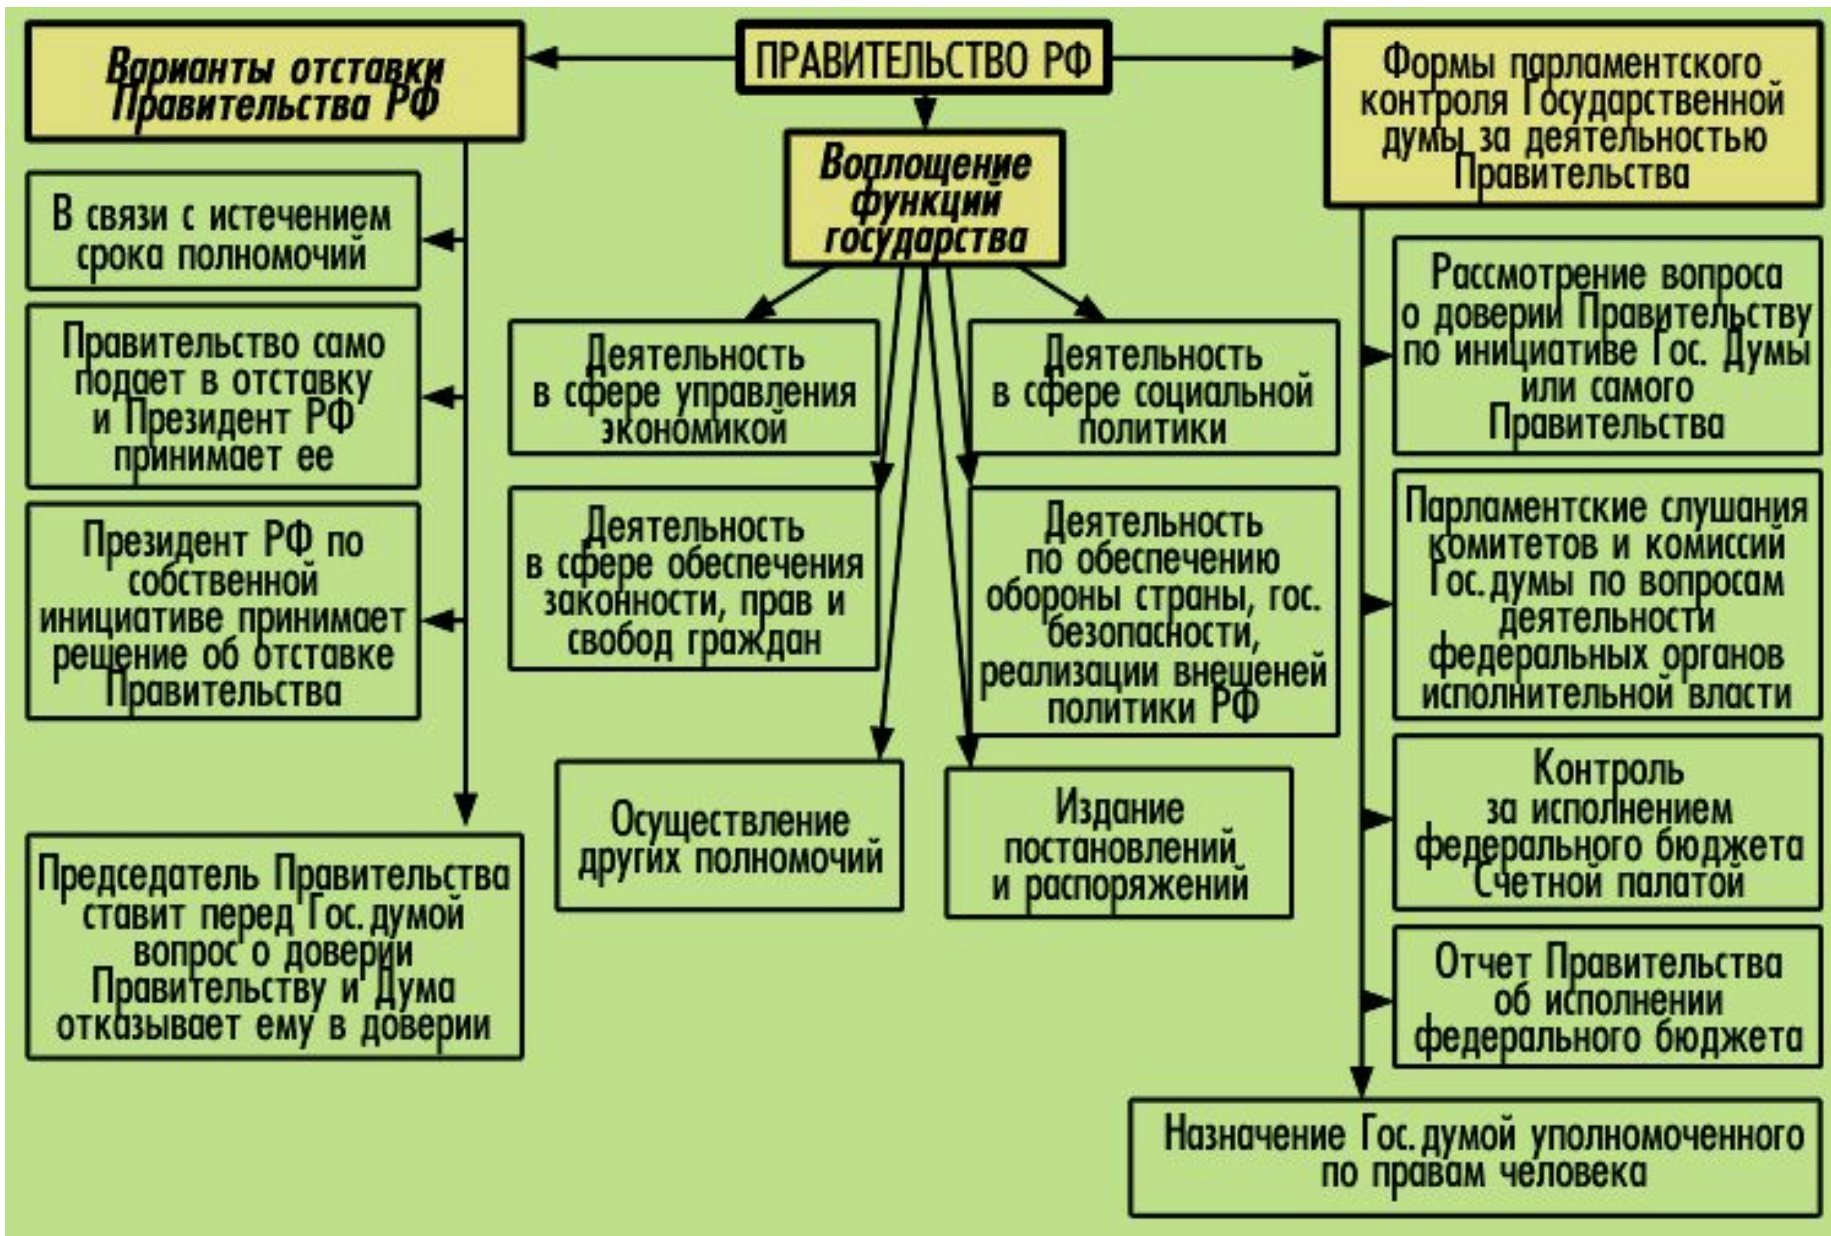 ПРАВИТЕЛЬСТВО РФ
Варианты отставки
Правительства РФ
В связи с истечением
срока полномочий
Правительство само
подает в отставку
и Президент РФ
принимает ее
Президент РФ по
собственной
инициативе принимает
решение об отставке
Правительства
Председатель Правительства
ставит перед Гос.думой
вопрос о доверии
Правительству и Дума
отказывает ему в доверии
Воплощение
функций
государства
Деятельность
в сфере управления
экономикой
Деятельность
в сфере социальной
политики
Деятельность
в сфере обеспечения
законности, прав и
свобод граждан
Деятельность
по обеспечению
обороны страны, гос.
безопасности,
реализации внешеней
политики РФ
Осуществление
других полномочий
Издание
постановлений
и распоряжений
Формы парламентского
контроля Государственной
думы за деятельностью
Правительства
Рассмотрение вопроса
о доверии Правительству
по инициативе Гос. Думы
или самого
Правительства
Парламентские слушания
комитетов и комиссий
Гос.думы по вопросам
деятельности
федеральных органов
исполнительной власти
Контроль
за исполнением
федерального бюджета
Счетной палатой
Отчет Правительства
об исполнении
федерального бюджета
Назначение Гос.думой уполномоченного
по правам человека